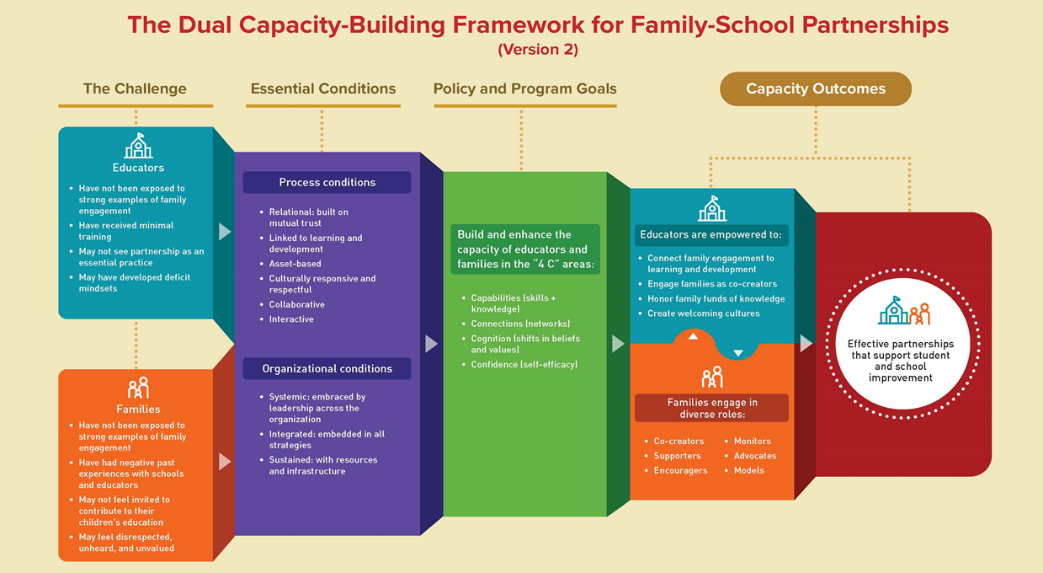 The Dual Capacity-Building Framework for Family-School Partnerships
(Version 2)
The Challenge
Essential Conditions
Policy and Program Goals
Capacity Outcomes
Educators
• Have not been exposed to
strong examples of family
engagement
• Have received minimal
training
• May not see partnership as an
essential practice
• May have developed deficit
mindsets
Families
• Have not been exposed to
strong examples of family
engagement
• Have had negative past
experiences with schools
and educators
• May not feel invited to
contribute to their
children's education
• May feel disrespected,
unheard, and unvalued
Process conditions
• Relational: built on
mutual trust
• Linked to learning and
development
• Asset-based
• Culturally responsive and
respectful
• Collaborative
• Interactive
Organizational conditions
• Systemic: embraced by
leadership across the
organization
• Integrated: embedded in all
strategies
• Sustained: with resources
and infrastructure
Build and enhance the
capacity of educators and
families in the "4 C" areas:
• Capabilities (skills +
knowledge)
• Connections (networks)
• Cognition (shifts in beliefs
and values)
• Confidence (self-efficacy)
Educators are empowered to:
• Connect family engagement to
learning and development
• Engage families as co-creators
• Honor family funds of knowledge
• Create welcoming cultures
Families engage in
diverse roles:
• Co-creators
• Supporters
• Encouragers
• Monitors
• Advocates
• Models
Effective partnerships
that support student
and school
improvement